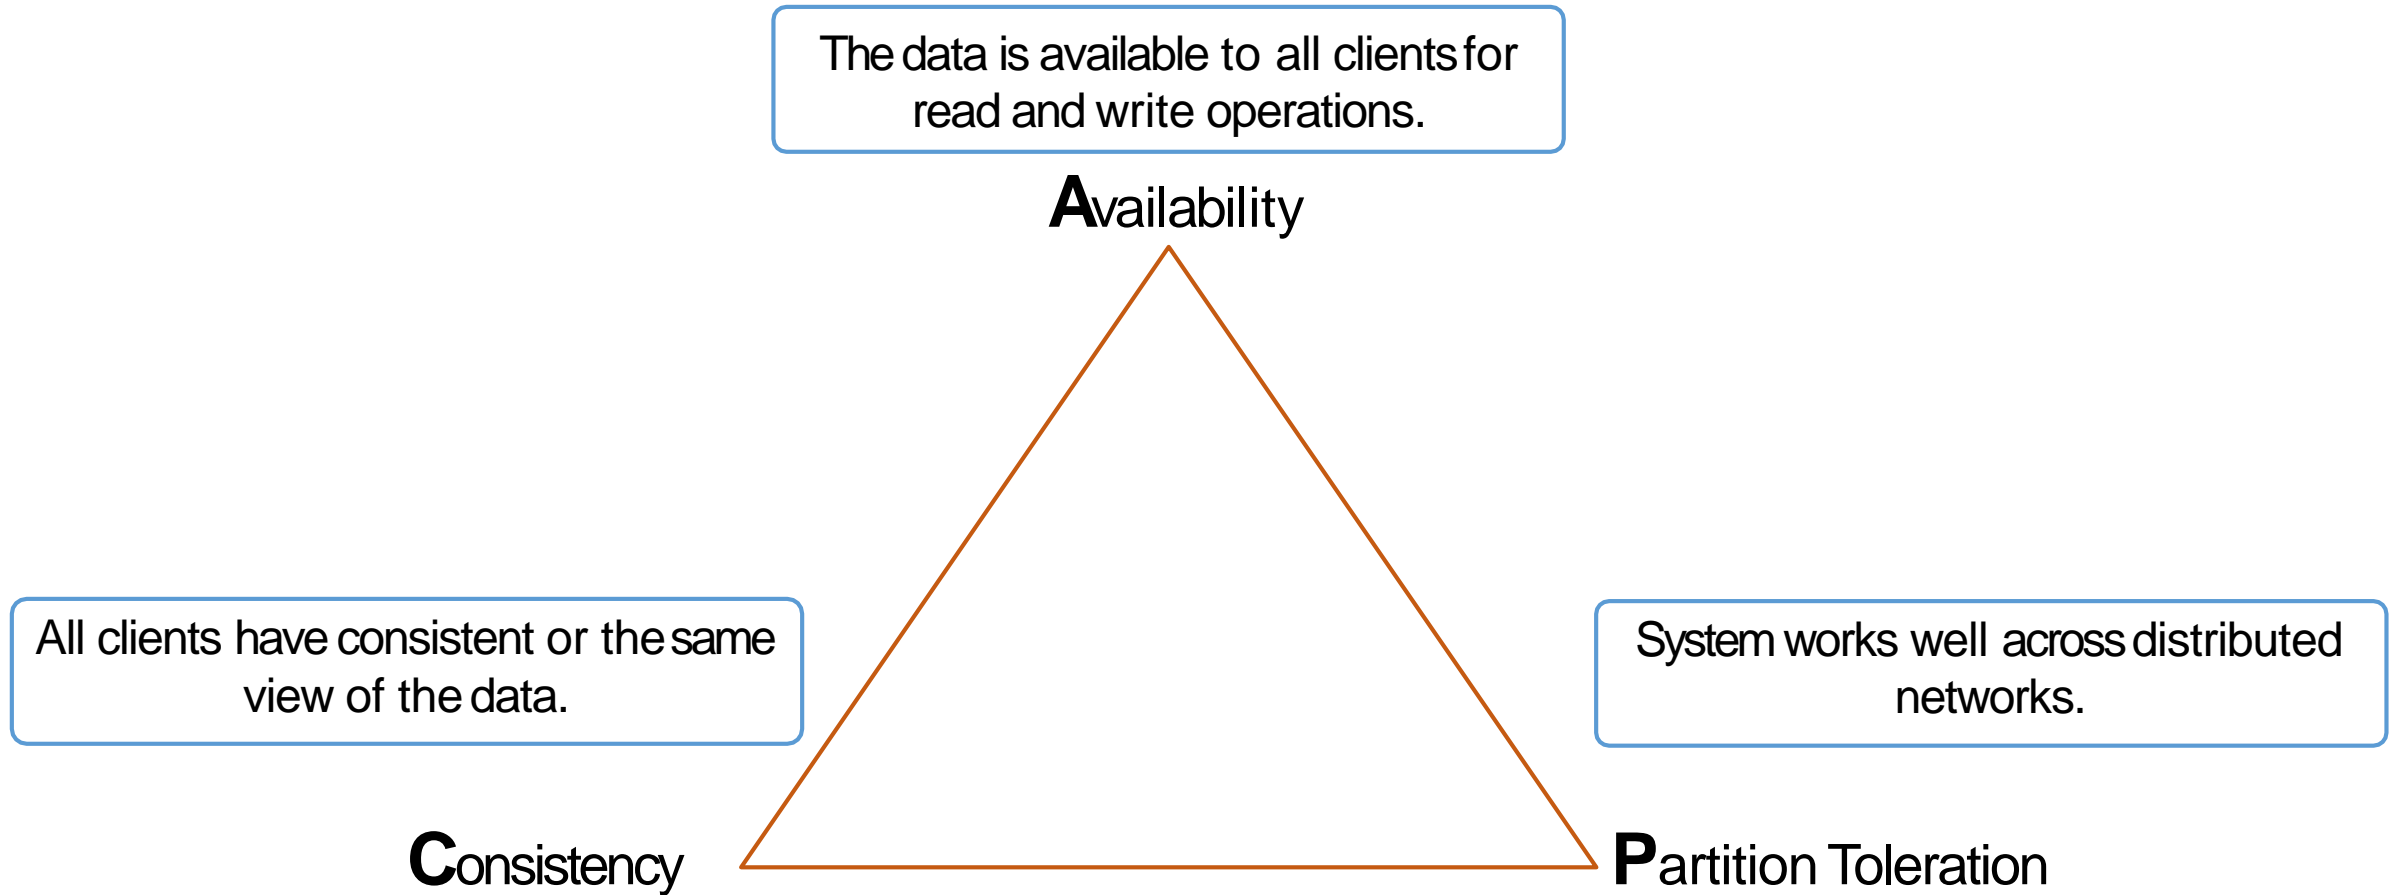 The data is available to all clients for
read and write operations.
Availability
All clients have consistent or the same
view of the data.
System works well across distributed
networks.
Consistency
Partition Toleration